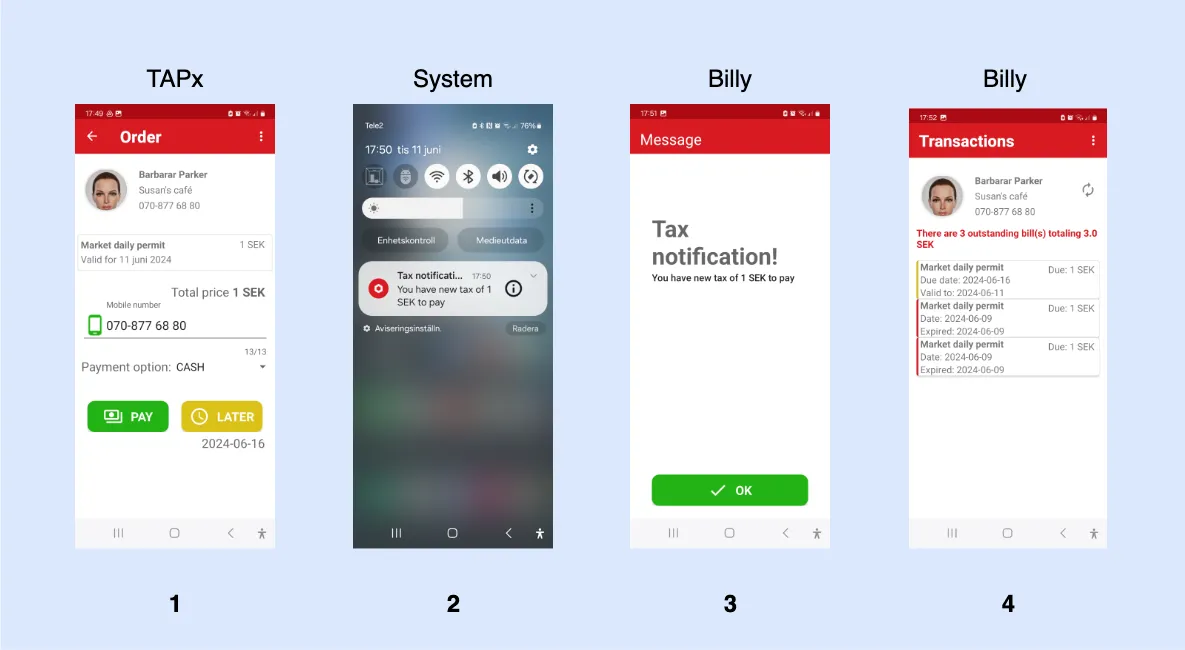 TAPx
17:49
Order
Barbarar Parker
Susan's café
070-877 68 80
Market daily permit 1 SEK
Valid for 11 juni 2024
Total price 1 SEK
Mobile number
070-877 68 80
13/13
Payment option: CASH
PAY LATER
2024-06-16
1
System
Tele2 76%
17:50 tis 11 juni
Enhetskontroll Medieutdata
Tax notificati... 17:50
You have new tax of 1
SEK to pay
Aviseringsinställn. Radera
2
Billy
17:51
Message
Tax
notification!
You have new tax of 1 SEK to pay
OK
3
Billy
17:52
Transactions
Barbarar Parker
Susan's café
070-877 68 80
There are 3 outstanding bill(s) totaling 3.0
SEK
Market daily permit Due: 1 SEK
Due date: 2024-06-16
Valid to: 2024-06-11
Market daily permit Due: 1 SEK
Date: 2024-06-09
Expired: 2024-06-09
Market daily permit Due: 1 SEK
Date: 2024-06-09
Expired: 2024-06-09
4